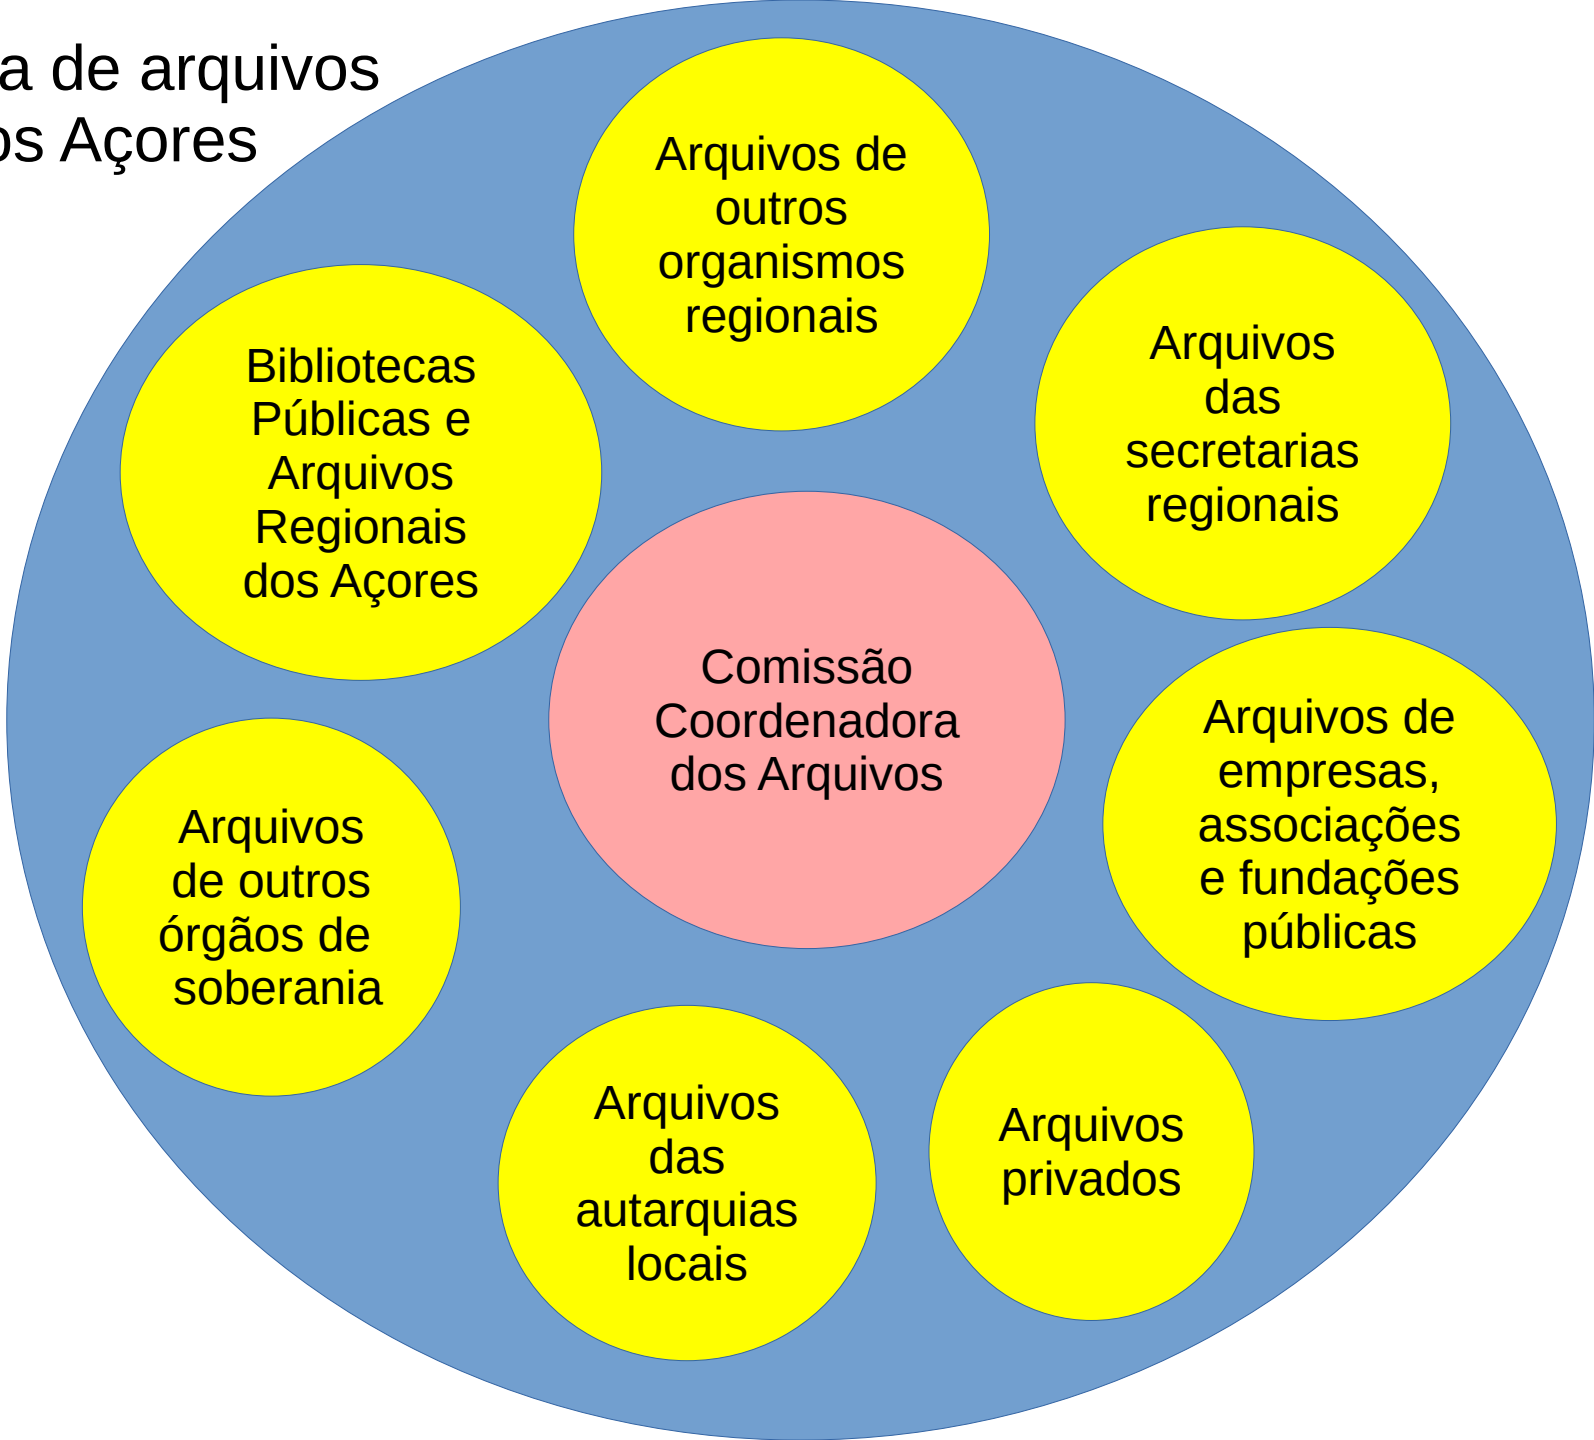 a de arquivos
os Açores
Arquivos de
outros
organismos
regionais
Arquivos
das
secretarias
regionais
Bibliotecas
Públicas e
Arquivos
Regionais
dos Açores
Comissão
Coordenadora
dos Arquivos
Arquivos de
empresas,
associações
e fundações
públicas
Arquivos
de outros
órgãos de
soberania
Arquivos
das
autarquias
locais
Arquivos
privados